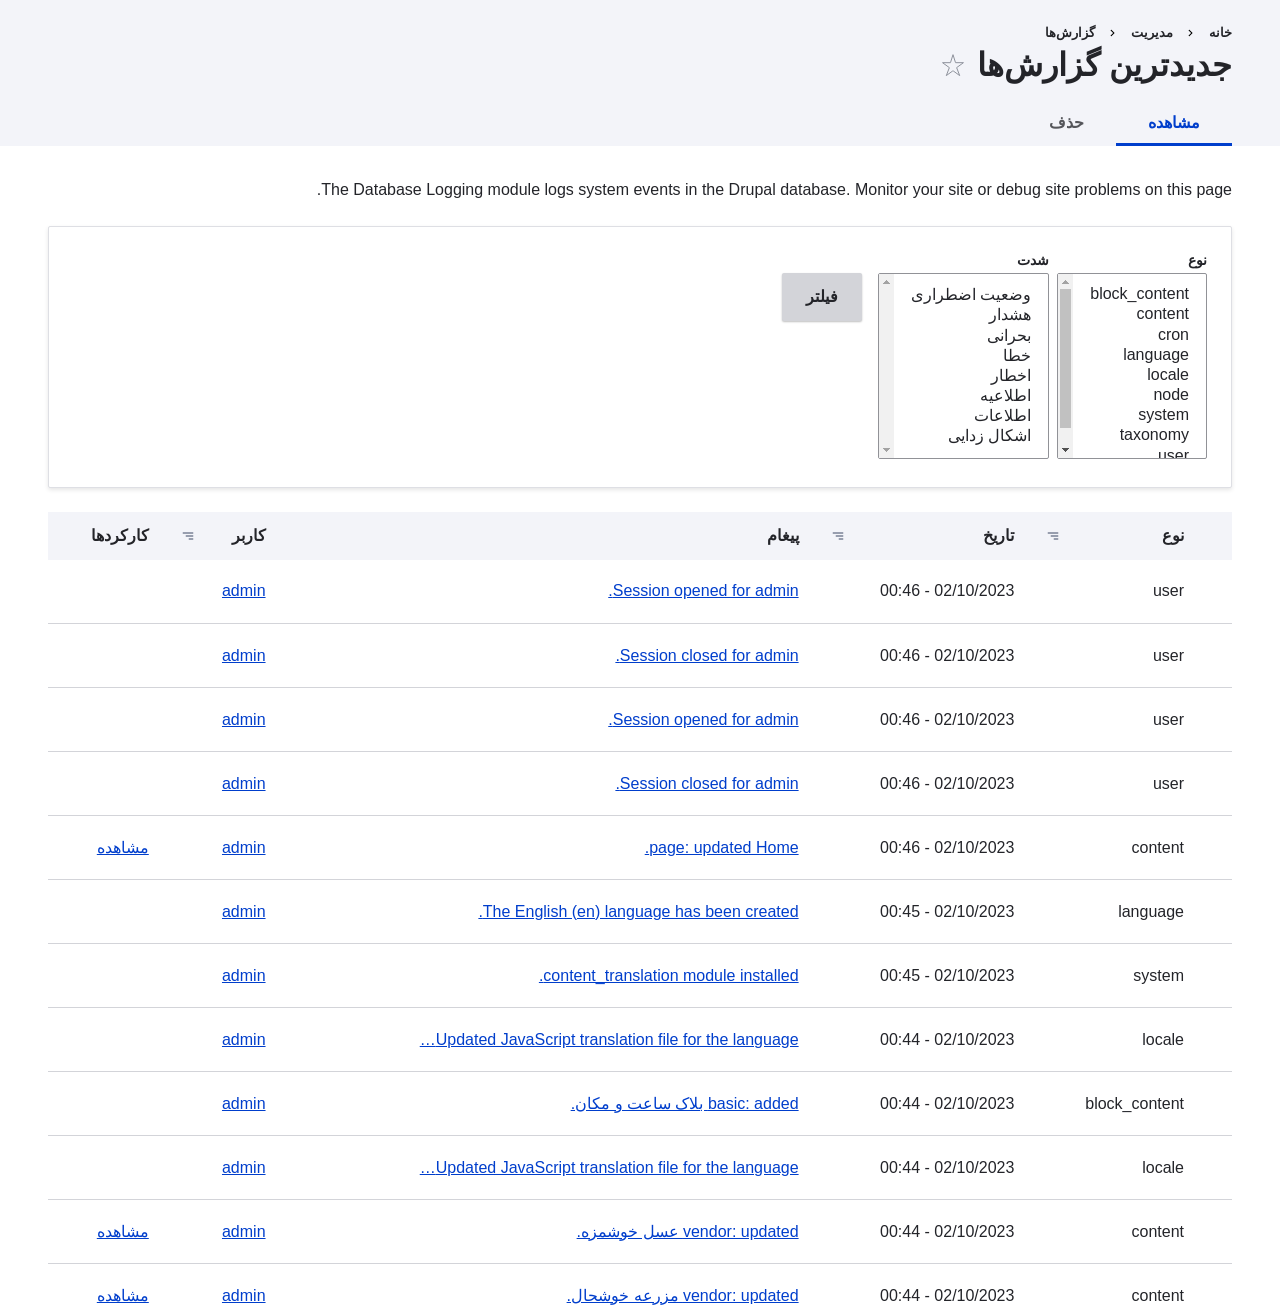 خانه › مدیریت › گزارش‌ها
جدیدترین گزارش‌ها ☆
مشاهده حذف
The Database Logging module logs system events in the Drupal database. Monitor your site or debug site problems on this page.
نوع
block_content
content
cron
language
locale
node
system
taxonomy
user
شدت
وضعیت اضطراری
هشدار
بحرانی
خطا
اخطار
اطلاعیه
اطلاعات
اشکال زدایی
فیلتر
نوع تاریخ پیغام کاربر کارکردها
user 02/10/2023 - 00:46 Session opened for admin. admin
user 02/10/2023 - 00:46 Session closed for admin. admin
user 02/10/2023 - 00:46 Session opened for admin. admin
user 02/10/2023 - 00:46 Session closed for admin. admin
content 02/10/2023 - 00:46 page: updated Home. admin مشاهده
language 02/10/2023 - 00:45 The English (en) language has been created. admin
system 02/10/2023 - 00:45 content_translation module installed. admin
locale 02/10/2023 - 00:44 Updated JavaScript translation file for the language… admin
block_content 02/10/2023 - 00:44 basic: added بلاک ساعت و مکان. admin
locale 02/10/2023 - 00:44 Updated JavaScript translation file for the language… admin
content 02/10/2023 - 00:44 vendor: updated عسل خوشمزه. admin مشاهده
content 02/10/2023 - 00:44 vendor: updated مزرعه خوشحال. admin مشاهده